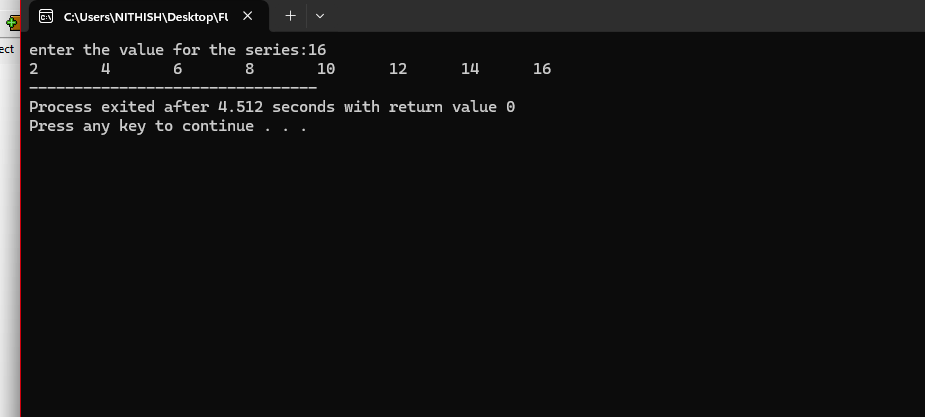 C:\Users\NITHISH\Desktop\FU
ect
enter the value for the series:16
2 4 6 8 10 12 14 16
--------------------------------
Process exited after 4.512 seconds with return value 0
Press any key to continue . . .